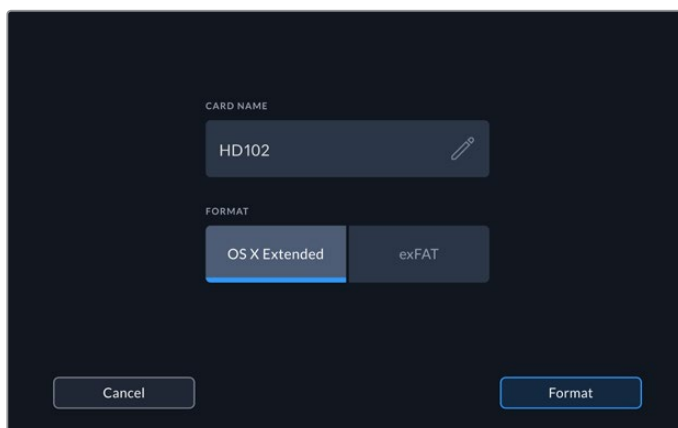 CARD NAME
HD102
FORMAT
OS X Extended exFAT
Cancel Format